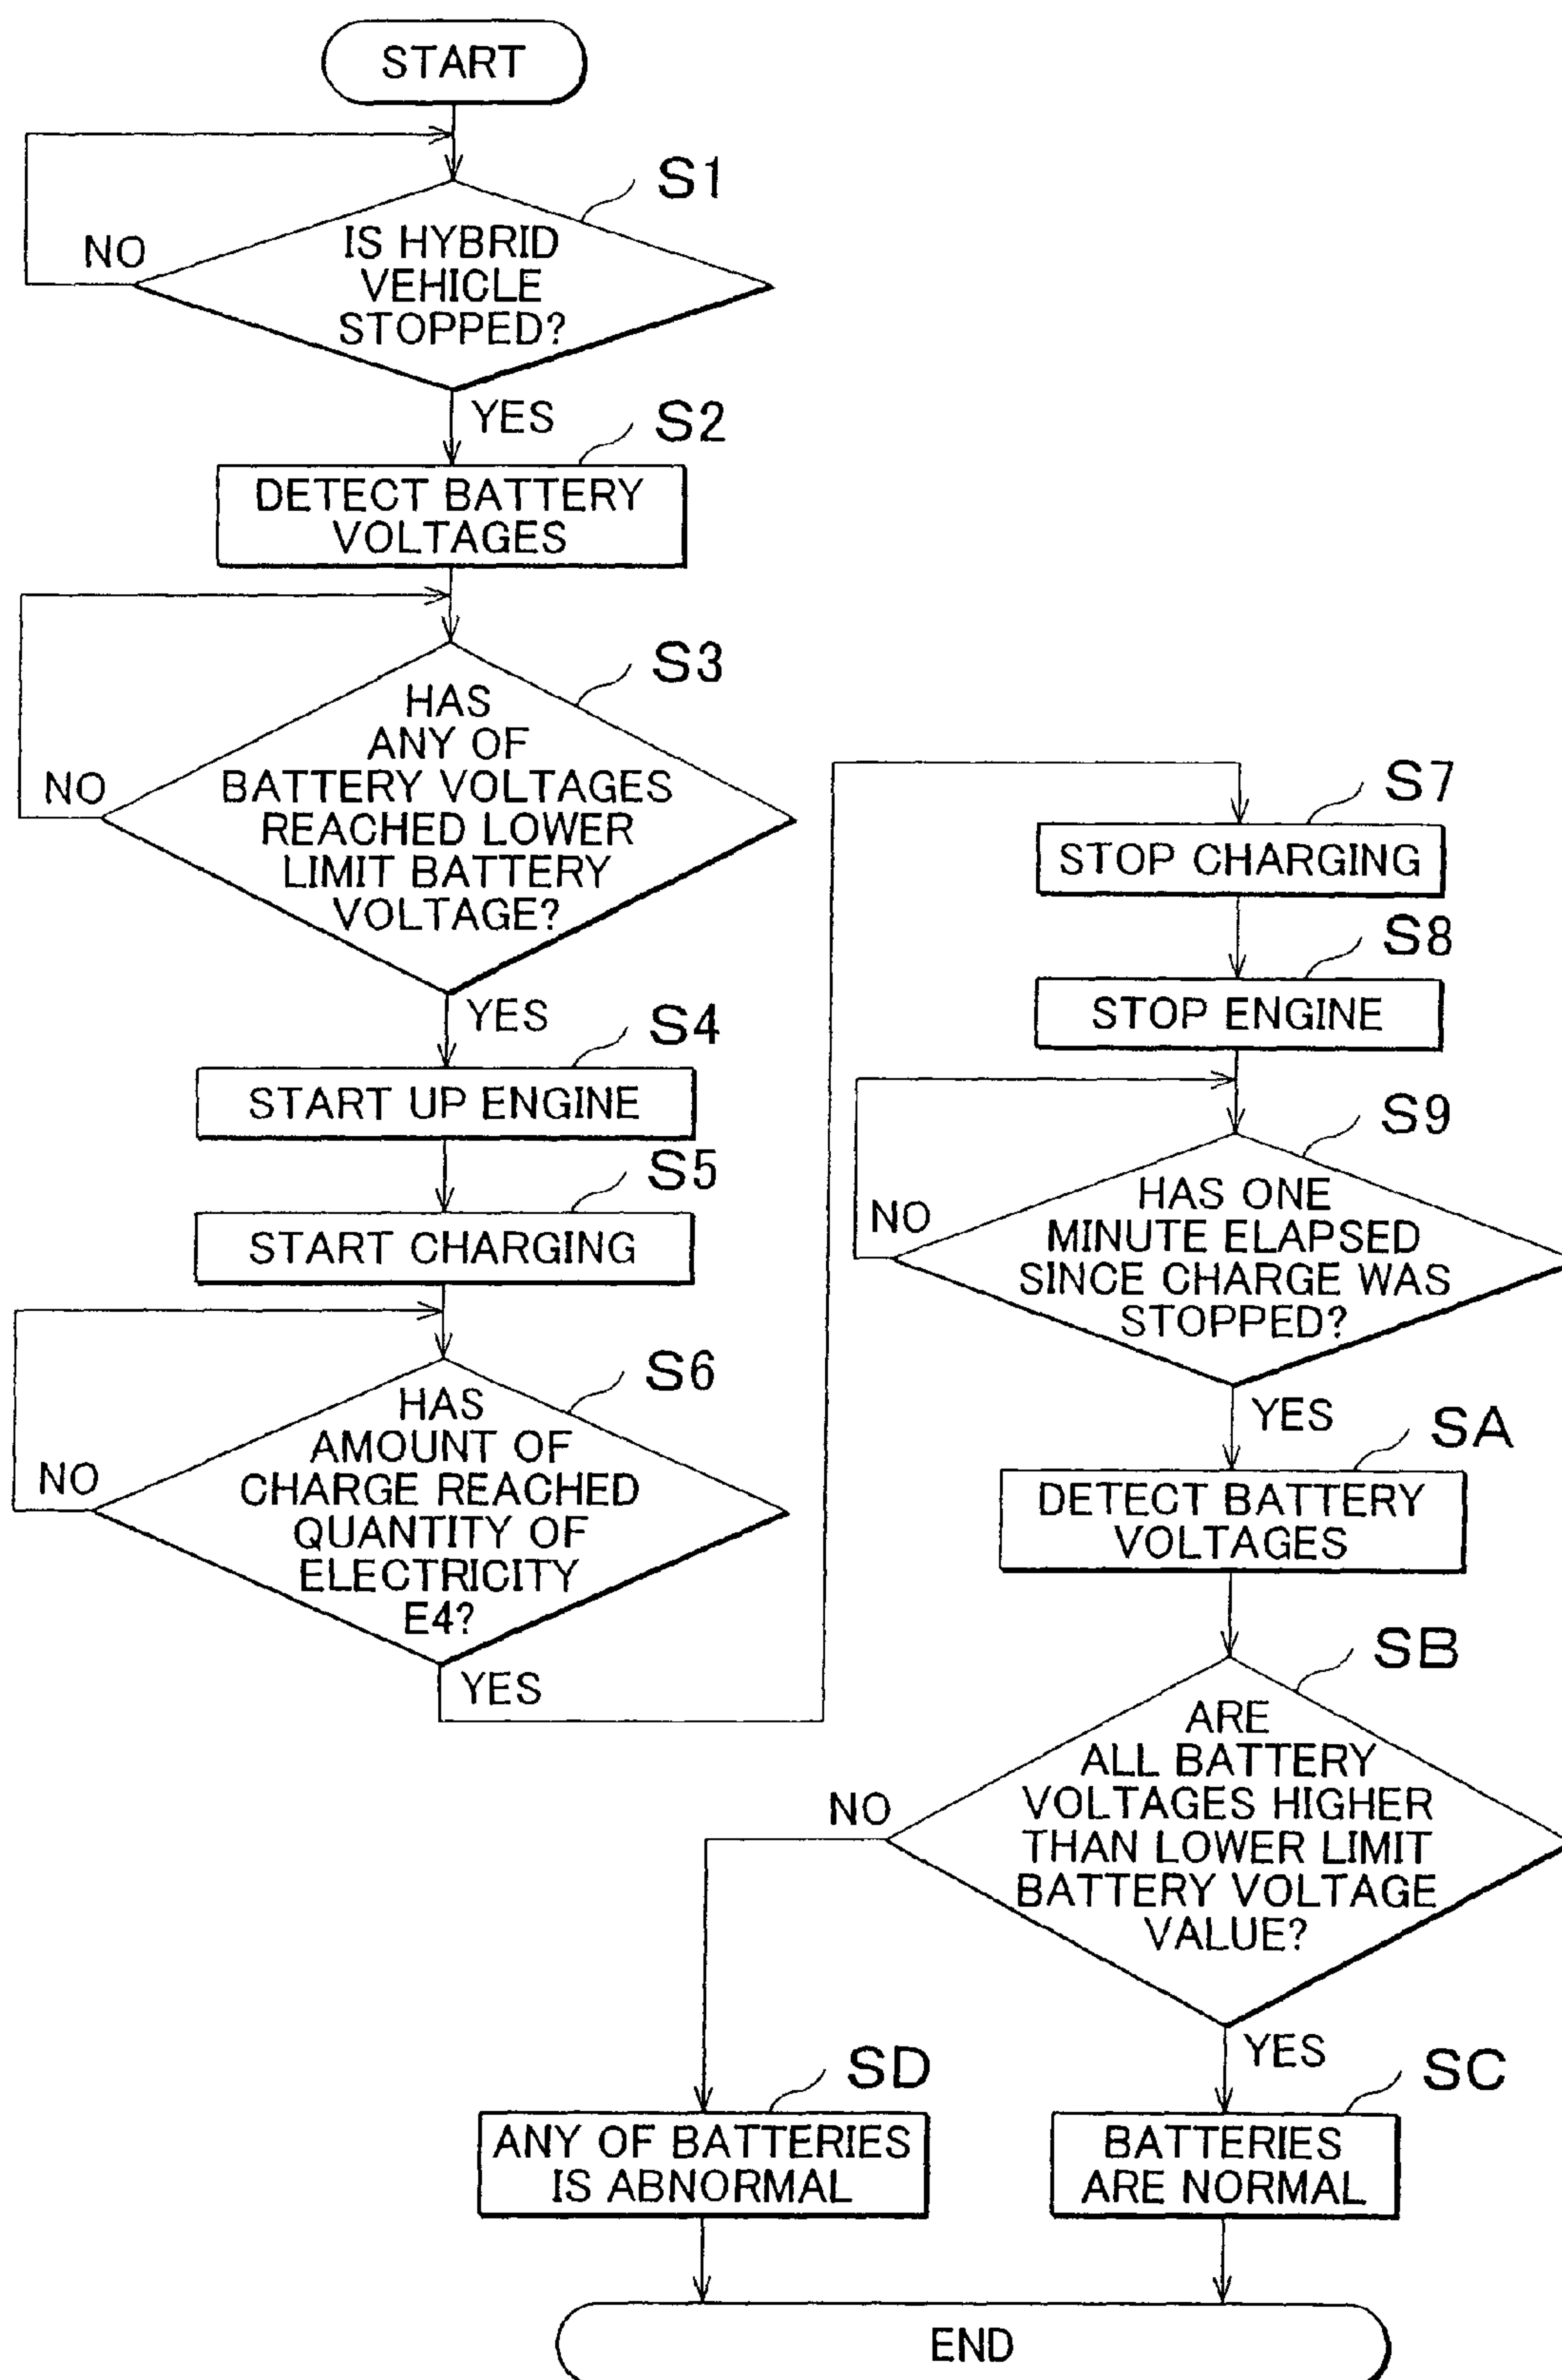 START
S1
IS HYBRID
VEHICLE
STOPPED?
NO
YES
S2
DETECT BATTERY
VOLTAGES
S3
HAS
ANY OF
BATTERY VOLTAGES
REACHED LOWER
LIMIT BATTERY
VOLTAGE?
NO
YES
S4
START UP ENGINE
S5
START CHARGING
S6
HAS
AMOUNT OF
CHARGE REACHED
QUANTITY OF
ELECTRICITY
E4?
NO
YES
S7
STOP CHARGING
S8
STOP ENGINE
S9
HAS ONE
MINUTE ELAPSED
SINCE CHARGE WAS
STOPPED?
NO
YES
SA
DETECT BATTERY
VOLTAGES
SB
ARE
ALL BATTERY
VOLTAGES HIGHER
THAN LOWER LIMIT
BATTERY VOLTAGE
VALUE?
NO
YES
SD
ANY OF BATTERIES
IS ABNORMAL
SC
BATTERIES
ARE NORMAL
END